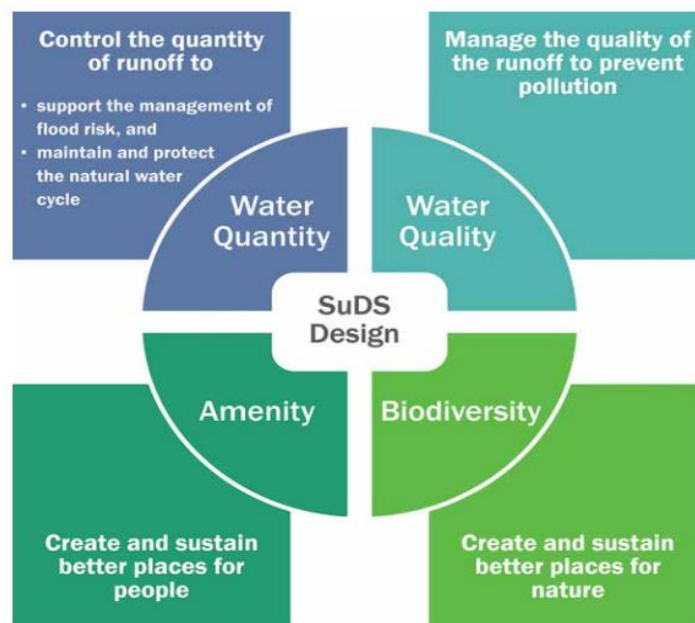 Control the quantity
of runoff to
• support the management of
flood risk, and
• maintain and protect
the natural water
cycle
Manage the quality of
the runoff to prevent
pollution
Water
Quantity
Water
Quality
SuDS
Design
Amenity
Biodiversity
Create and sustain
better places for
people
Create and sustain
better places for
nature